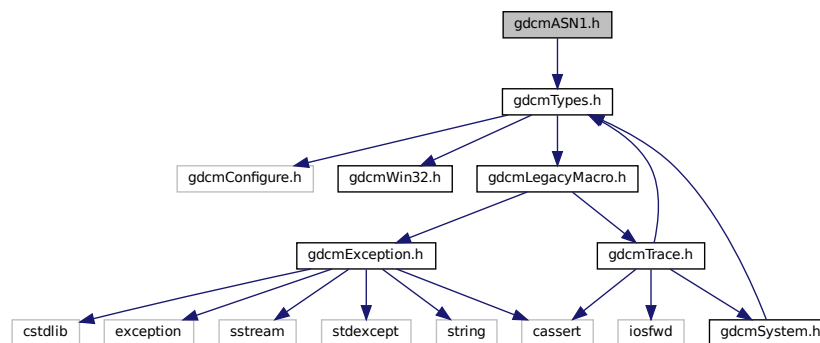 gdcmASN1.h
gdcmTypes.h
gdcmConfigure.h
gdcmWin32.h
gdcmLegacyMacro.h
gdcmException.h
gdcmTrace.h
cstdlib
exception
sstream
stdexcept
string
cassert
iosfwd
gdcmSystem.h